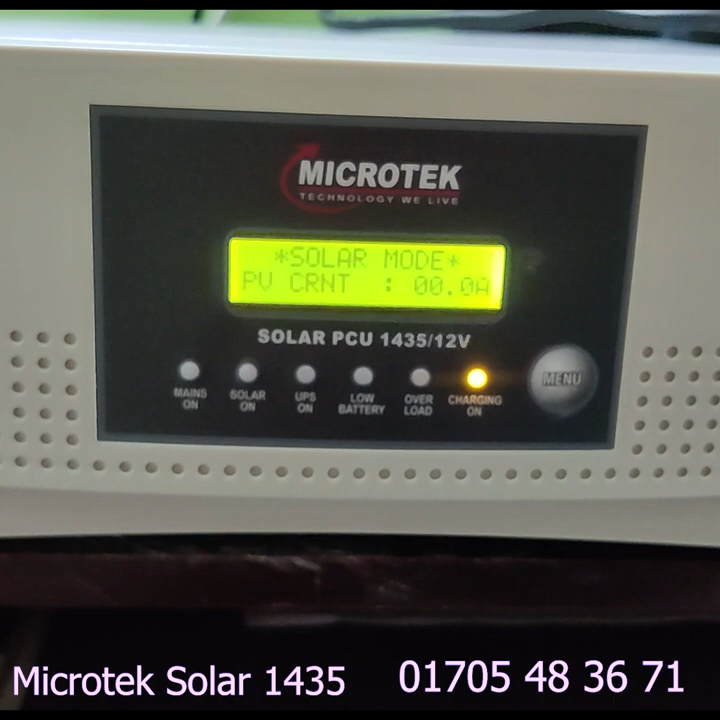 MICROTEK
TECHNOLOGY WE LIVE
*SOLAR MODE*
PV CRNT : 00.0A
SOLAR PCU 1435/12V
MAINS ON
SOLAR ON
UPS ON
LOW BATTERY
OVER LOAD
CHARGING ON
MENU
Microtek Solar 1435 01705 48 36 71